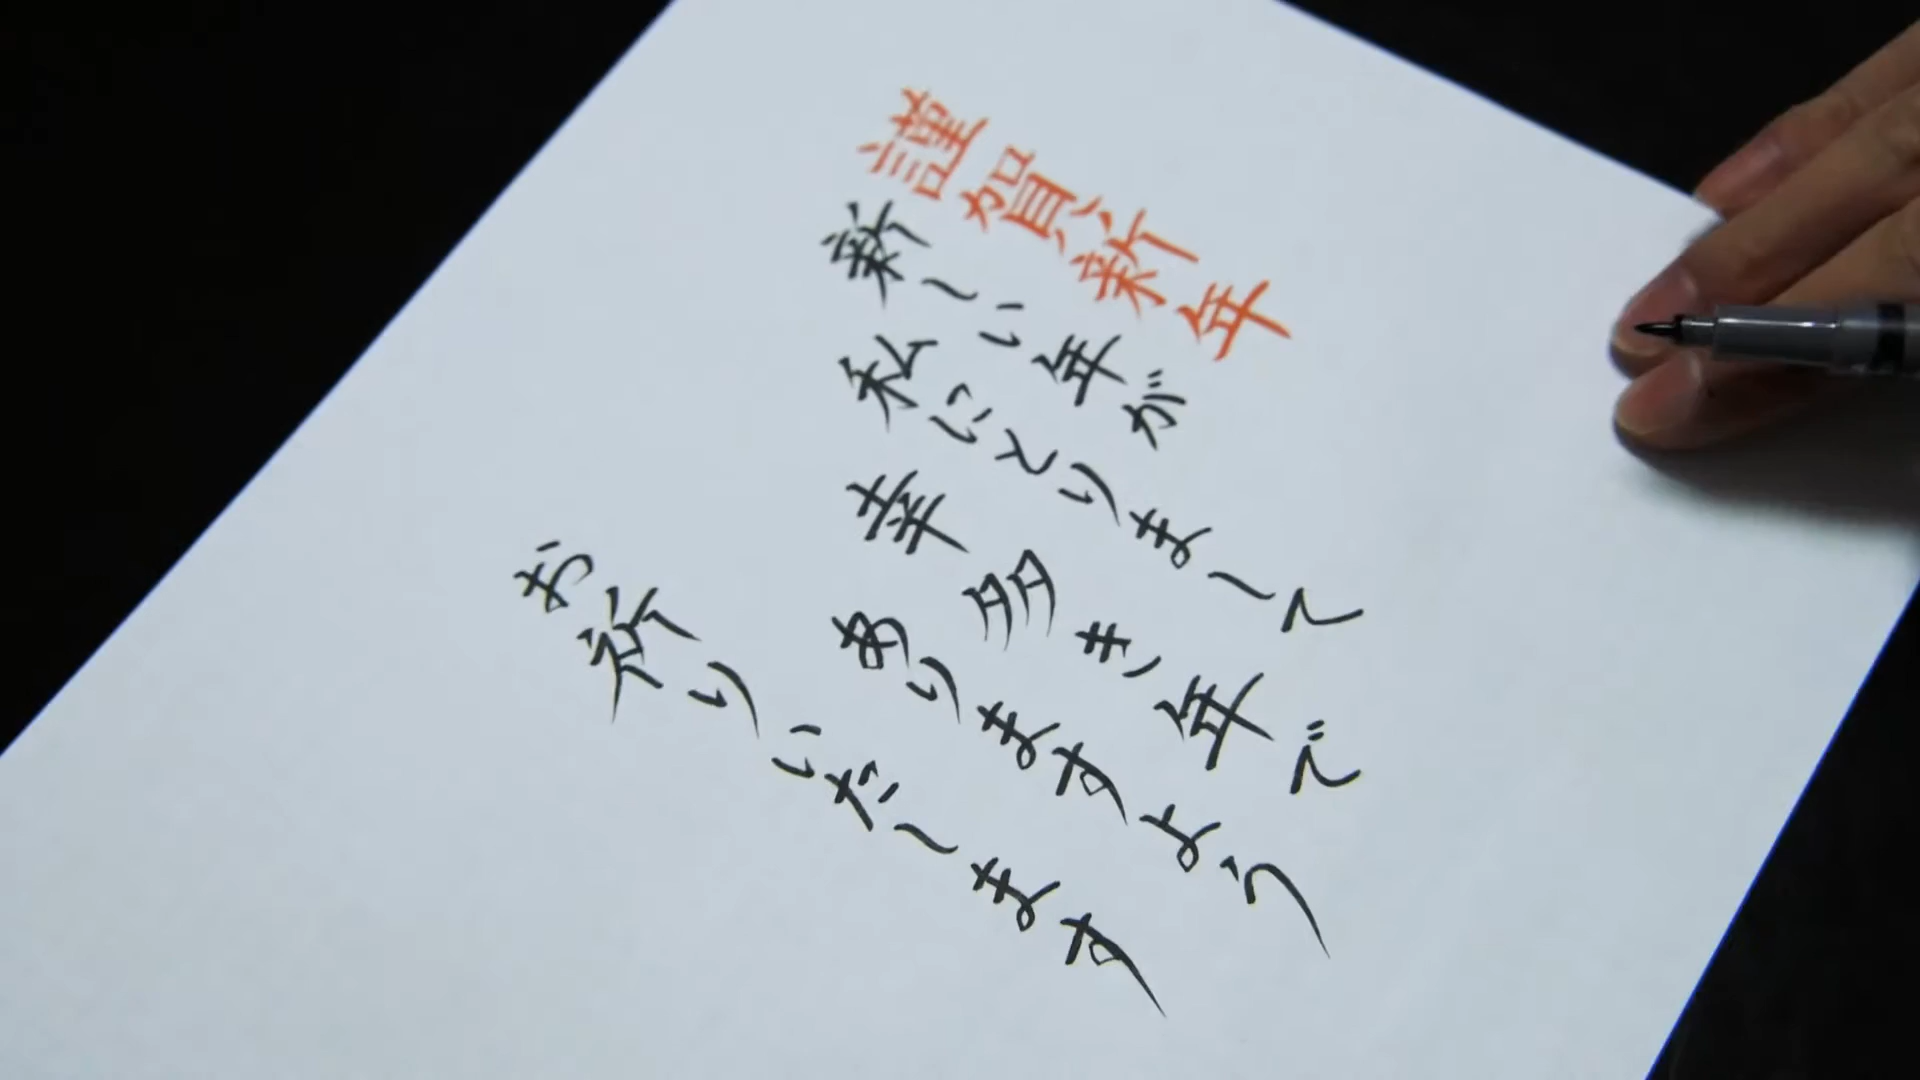 謹賀新年
新しい年が
私にとりまして
幸多き年で
ありますよう
お祈りいたします